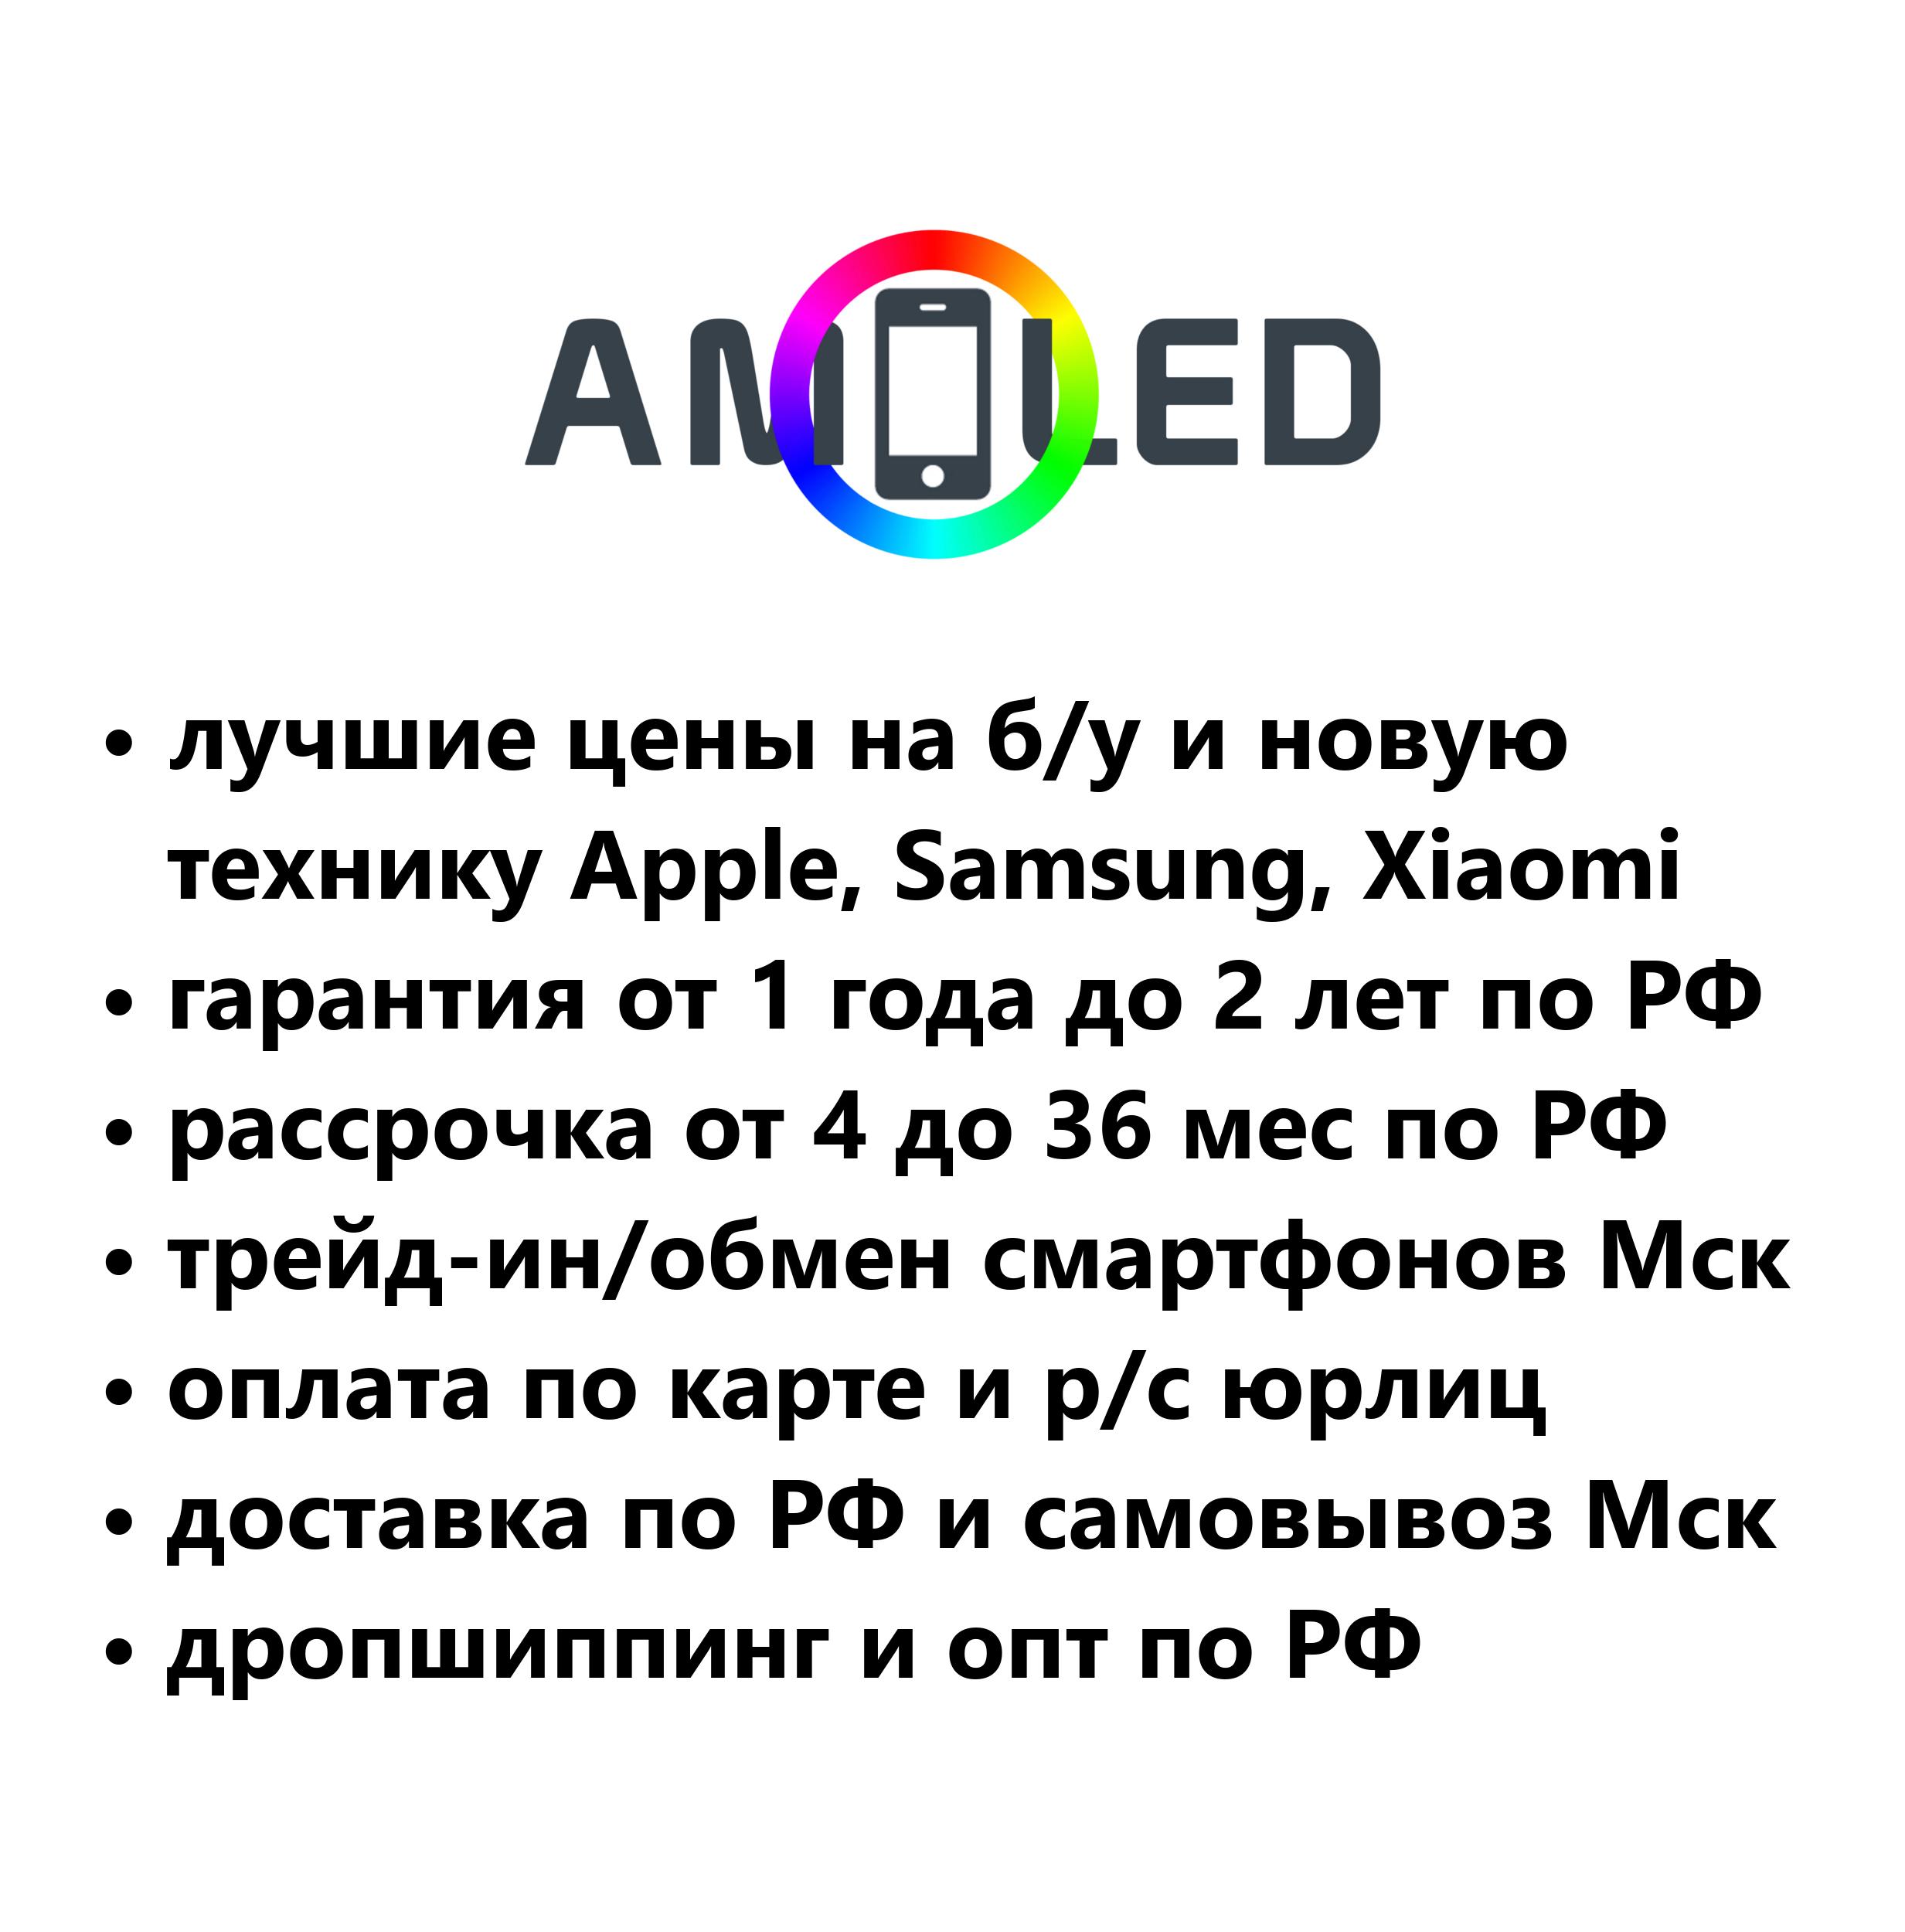 AMOLED
• лучшие цены на б/у и новую
технику Apple, Samsung, Xiaomi
• гарантия от 1 года до 2 лет по РФ
• рассрочка от 4 до 36 мес по РФ
• трейд-ин/обмен смартфонов Мск
• оплата по карте и р/с юрлиц
• доставка по РФ и самовывоз Мск
• дропшиппинг и опт по РФ